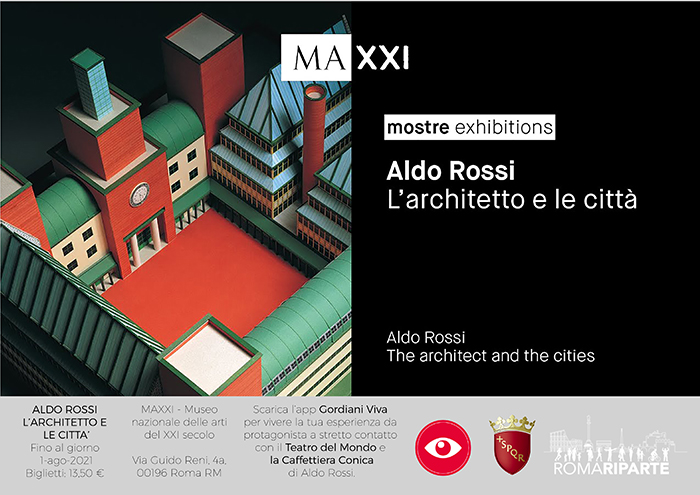 MAXXI
mostre exhibitions
Aldo Rossi
L'architetto e le città
Aldo Rossi
The architect and the cities
ALDO ROSSI
L'ARCHITETTO E
LE CITTA'
Fino al giorno
1-ago-2021
Biglietti: 13,50 €
MAXXI - Museo
nazionale delle arti
del XXI secolo
Via Guido Reni, 4a,
00196 Roma RM
Scarica l'app Gordiani Viva
per vivere la tua esperienza da
protagonista a stretto contatto
con il Teatro del Mondo e
la Caffettiera Conica
di Aldo Rossi.
SPQR
ROMARIPARTE